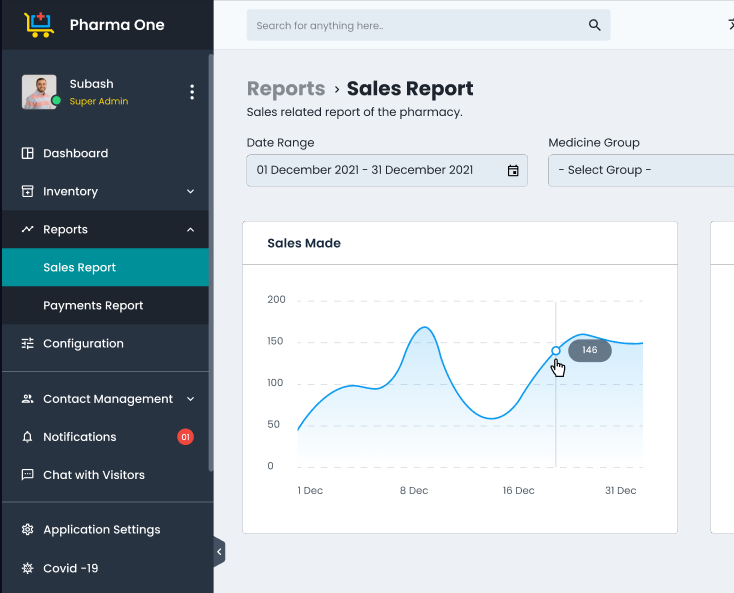 Pharma One
Search for anything here..
Subash
Super Admin
Dashboard
Inventory
Reports
Sales Report
Payments Report
Configuration
Contact Management
Notifications
01
Chat with Visitors
Application Settings
Covid -19
Reports › Sales Report
Sales related report of the pharmacy.
Date Range
01 December 2021 - 31 December 2021
Medicine Group
- Select Group -
Sales Made
200
150
100
50
0
146
1 Dec
8 Dec
16 Dec
31 Dec